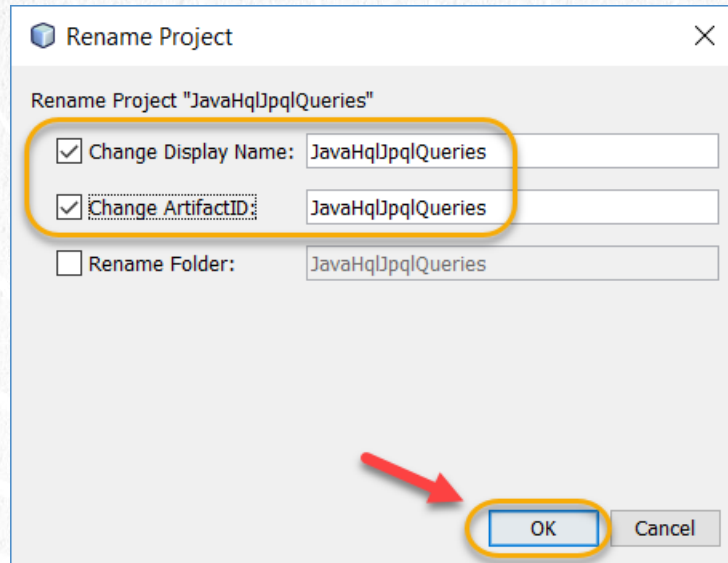 Rename Project
Rename Project "JavaHqlJpqlQueries"
Change Display Name: JavaHqlJpqlQueries
Change ArtifactID: JavaHqlJpqlQueries
Rename Folder: JavaHqlJpqlQueries
OK Cancel